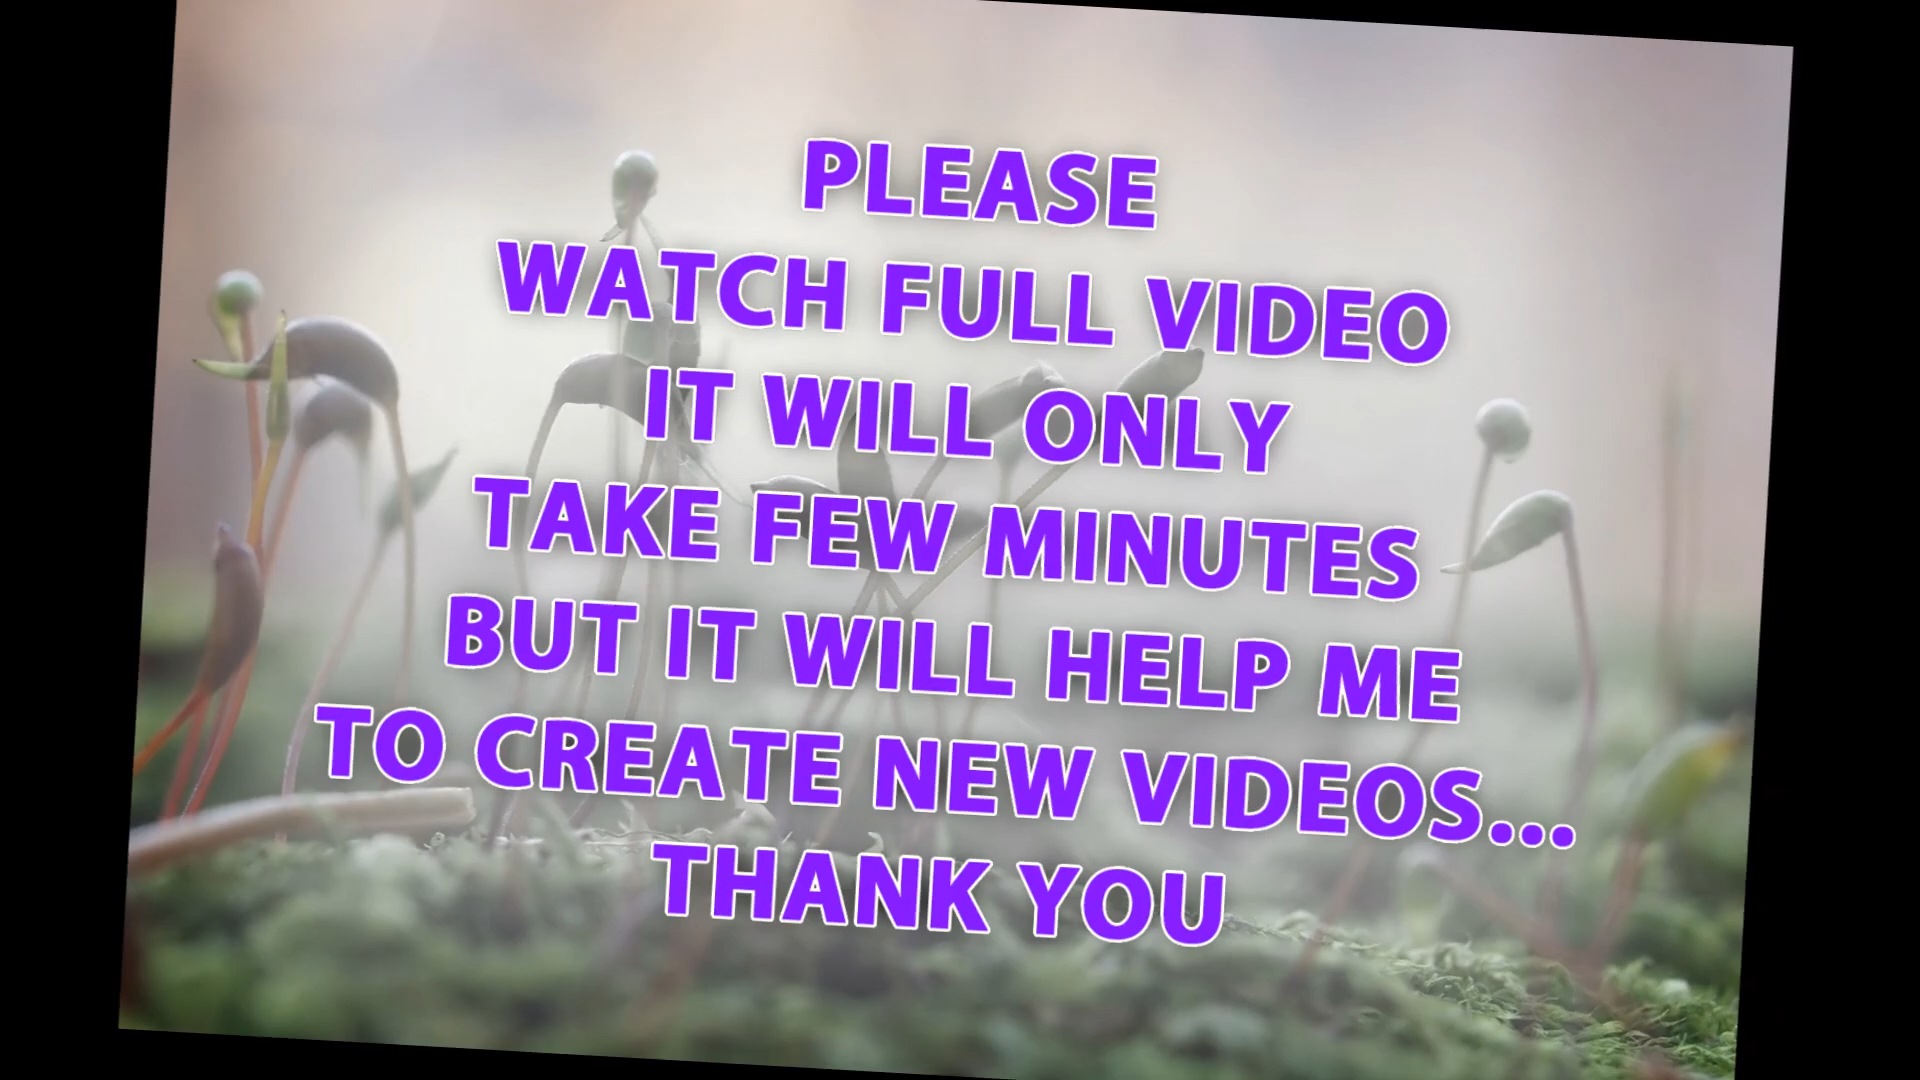 PLEASE
WATCH FULL VIDEO
IT WILL ONLY
TAKE FEW MINUTES
BUT IT WILL HELP ME
TO CREATE NEW VIDEOS...
THANK YOU